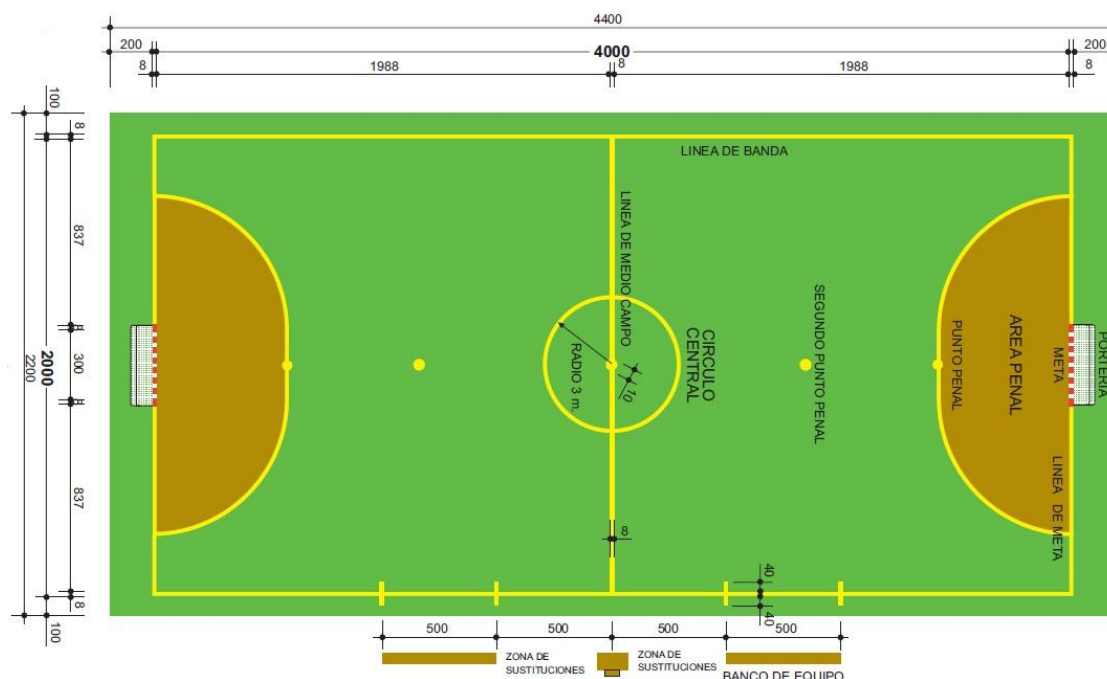 4400
200
4000
200
8
1988
8
1988
8
100
8
837
300
2000
2200
837
8
100
LINEA DE BANDA
LINEA DE MEDIO CAMPO
RADIO 3 m.
10
CIRCULO
CENTRAL
SEGUNDO PUNTO PENAL
PUNTO PENAL
AREA PENAL
META
PORTERIA
LINEA DE META
8
40
40
500
500
500
500
ZONA DE
SUSTITUCIONES
ZONA DE
SUSTITUCIONES
BANCO DE EQUIPO